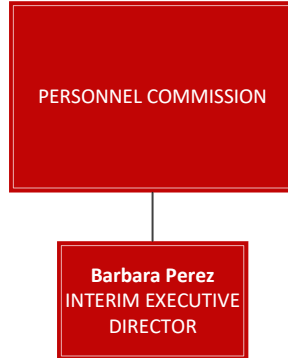 PERSONNEL COMMISSION
Barbara Perez
INTERIM EXECUTIVE
DIRECTOR